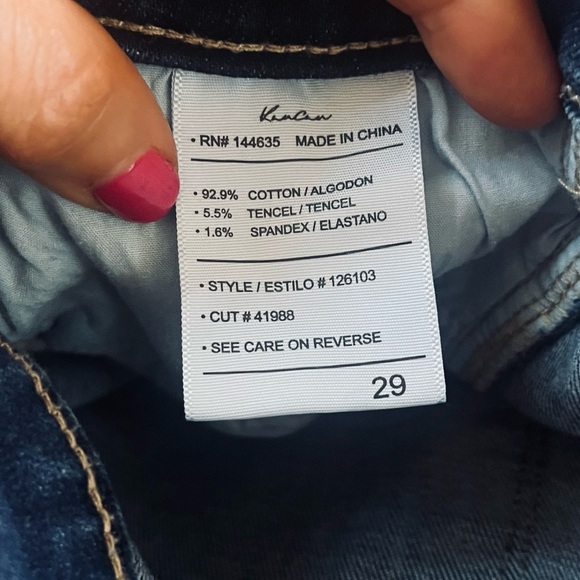 KanCan
• RN# 144635 MADE IN CHINA
• 92.9% COTTON / ALGODON
• 5.5% TENCEL / TENCEL
• 1.6% SPANDEX / ELASTANO
• STYLE / ESTILO # 126103
• CUT # 41988
• SEE CARE ON REVERSE
29